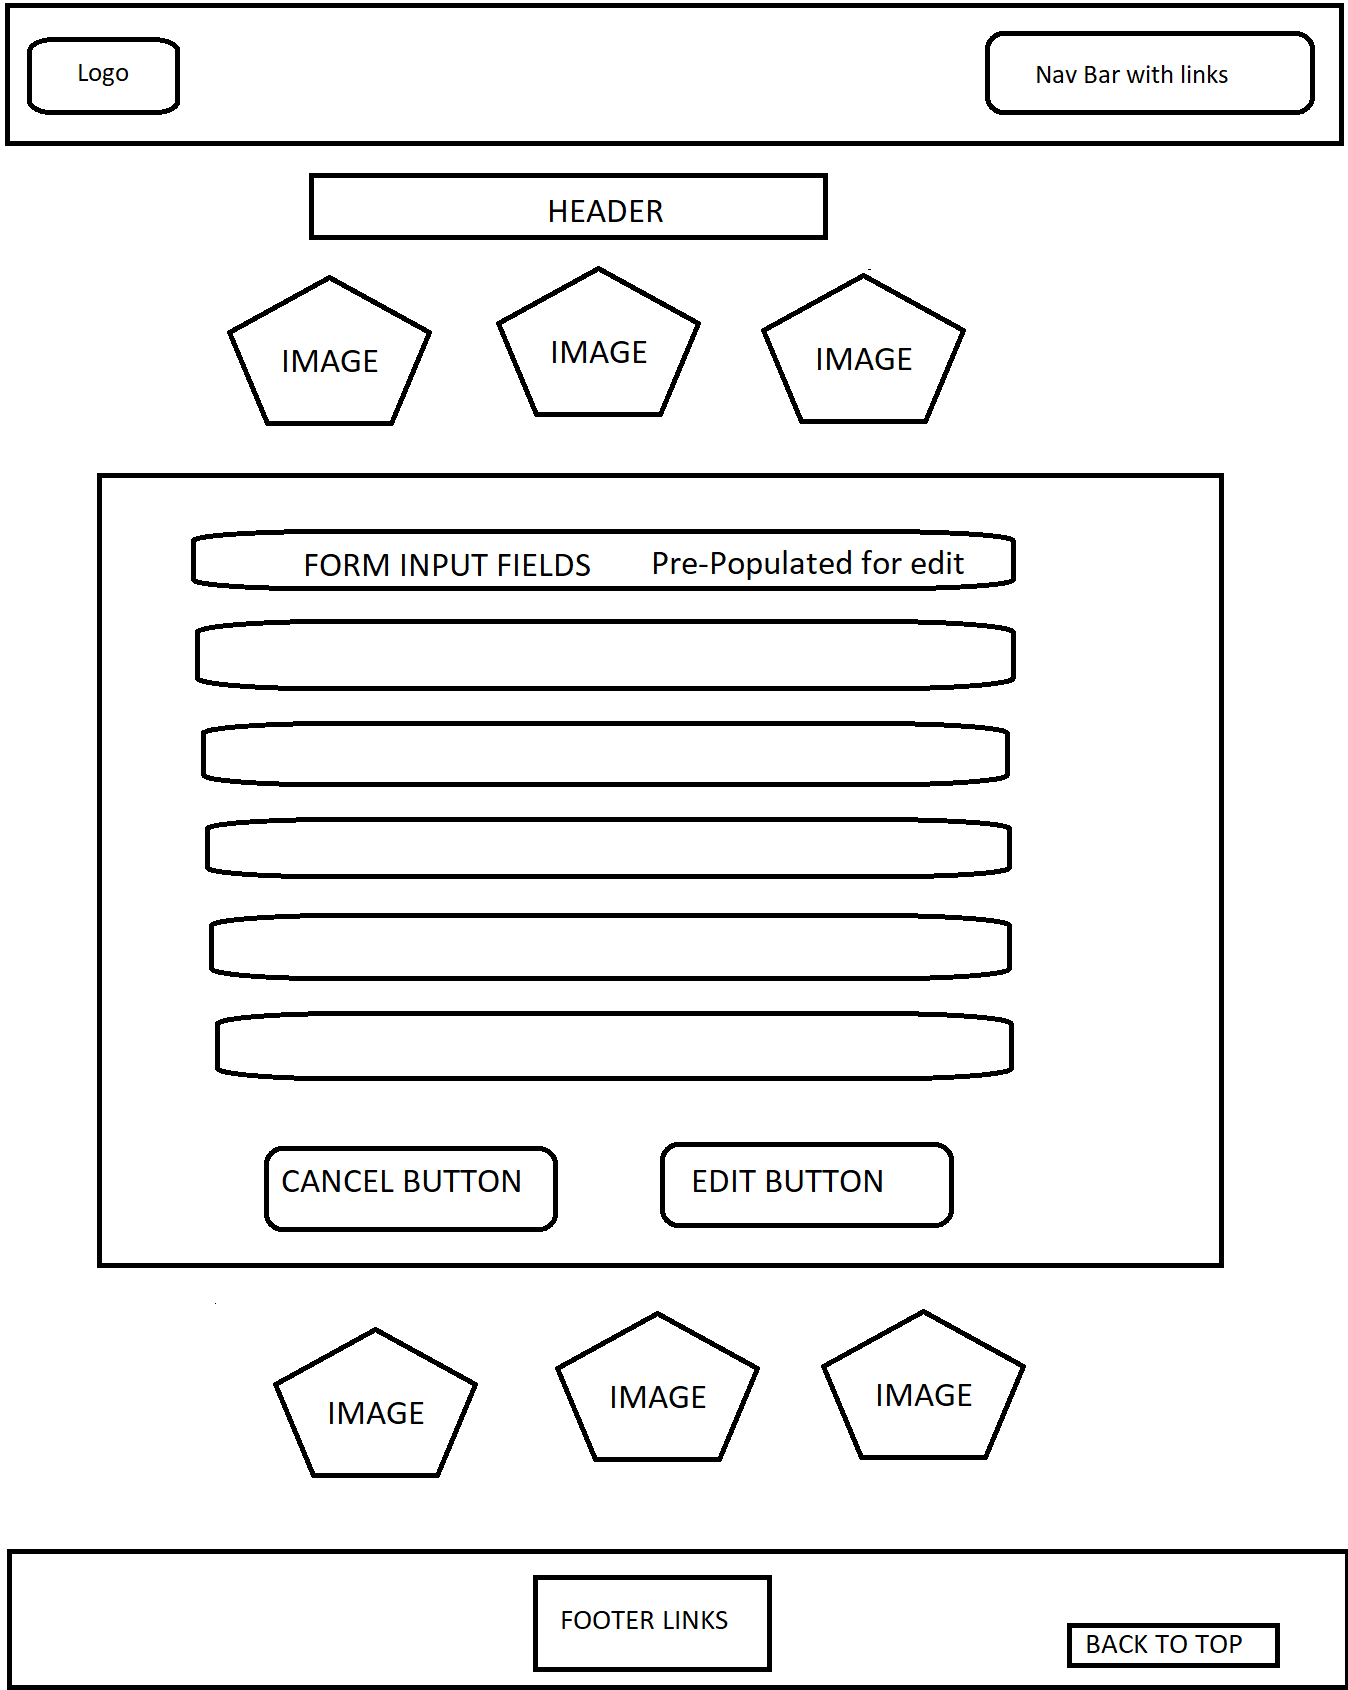 Logo
Nav Bar with links
HEADER
IMAGE
IMAGE
IMAGE
FORM INPUT FIELDS Pre-Populated for edit
CANCEL BUTTON
EDIT BUTTON
IMAGE
IMAGE
IMAGE
FOOTER LINKS
BACK TO TOP